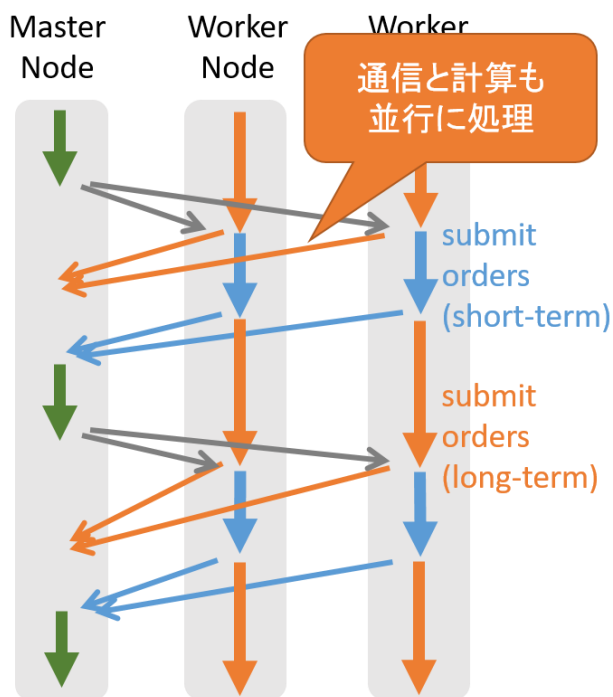 Master
Node
Worker
Node
Worker
通信と計算も
並行に処理
submit
orders
(short-term)
submit
orders
(long-term)